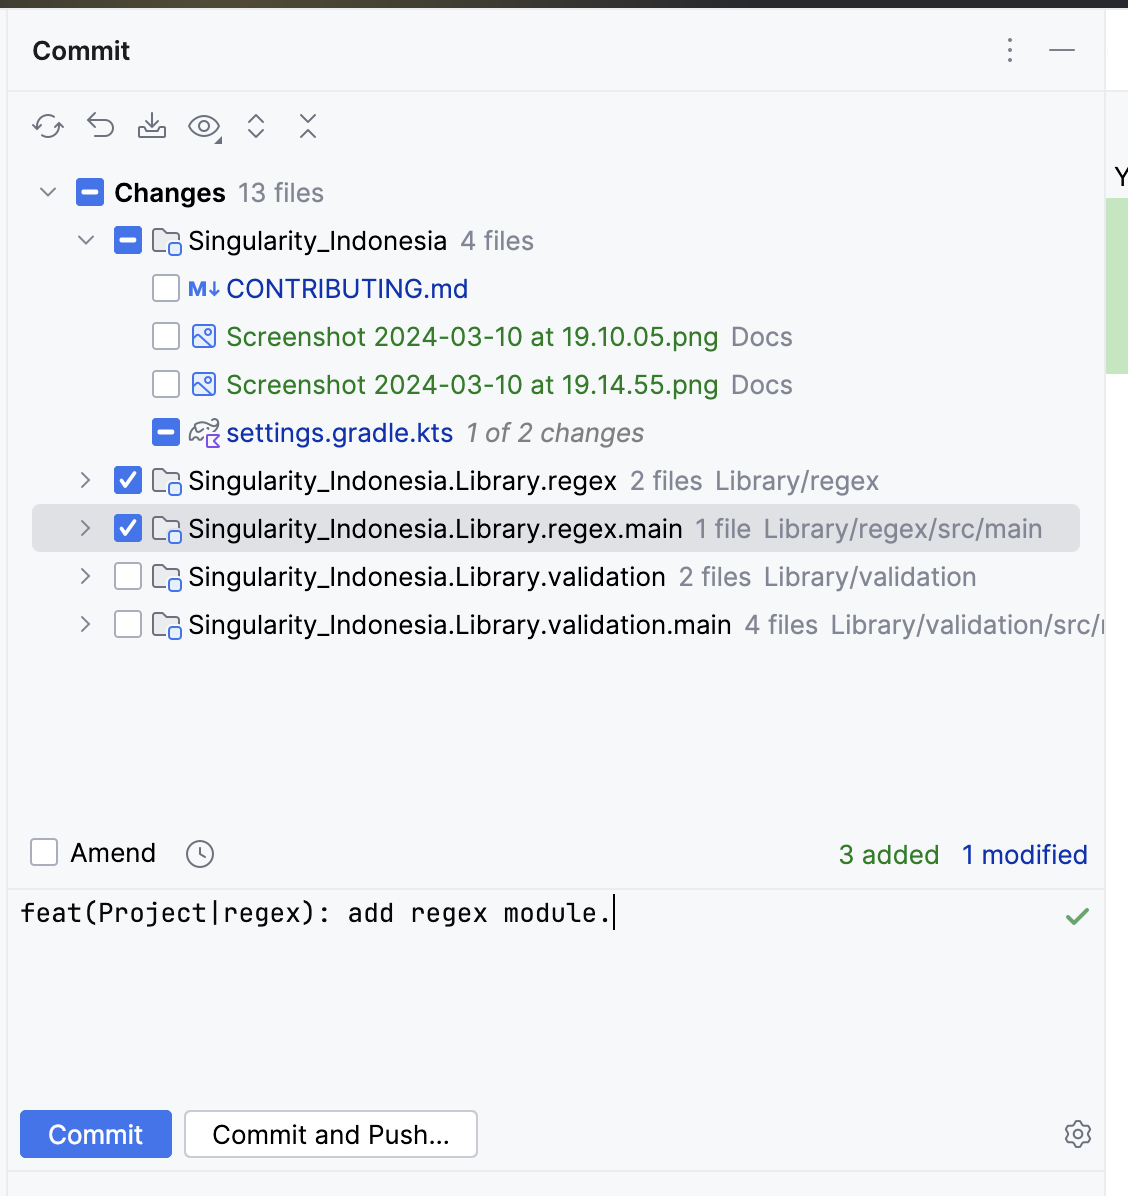 Commit
Changes 13 files
Singularity_Indonesia 4 files
M↓ CONTRIBUTING.md
Screenshot 2024-03-10 at 19.10.05.png Docs
Screenshot 2024-03-10 at 19.14.55.png Docs
settings.gradle.kts 1 of 2 changes
Singularity_Indonesia.Library.regex 2 files Library/regex
Singularity_Indonesia.Library.regex.main 1 file Library/regex/src/main
Singularity_Indonesia.Library.validation 2 files Library/validation
Singularity_Indonesia.Library.validation.main 4 files Library/validation/src/
Amend
3 added 1 modified
feat(Project|regex): add regex module.
Commit
Commit and Push...